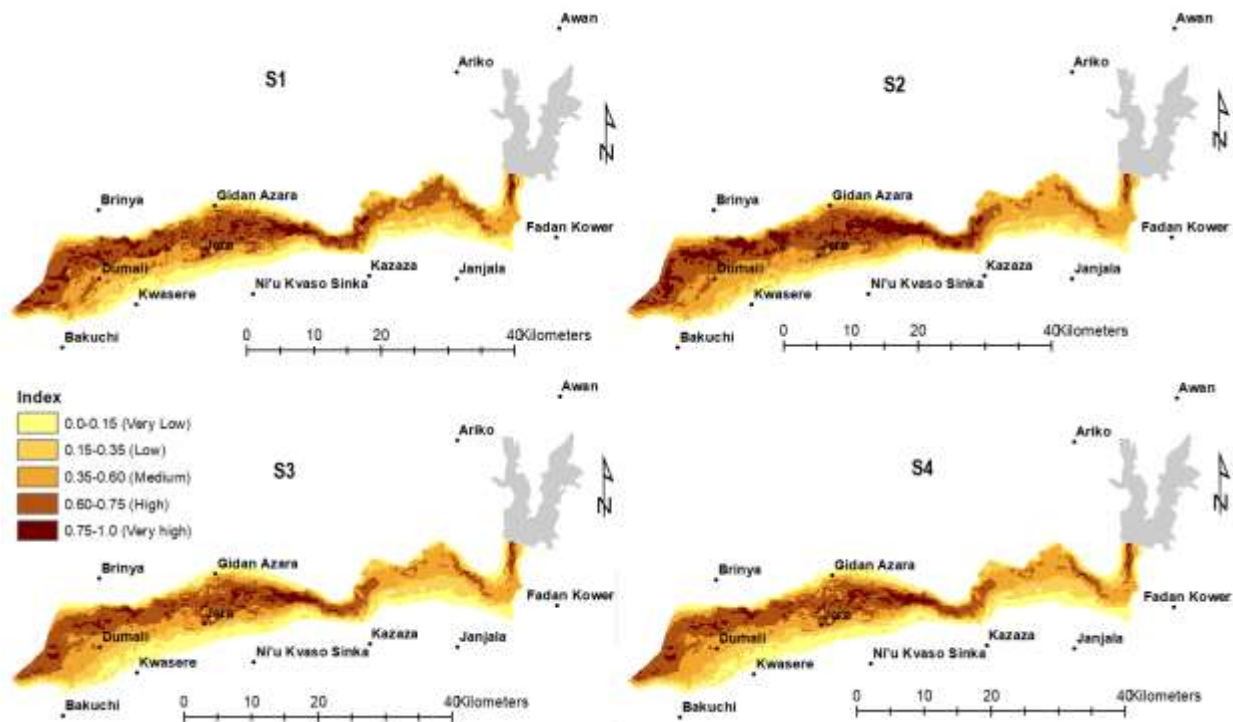 Awan
Ariko
S1
N
Brinya
Gidan Azara
Jara
Fadan Kower
Dumali
Kwasere
Ni'u Kvaso Sinka
Kazaza
Janjala
Bakuchi
0 10 20 40Kilometers
Awan
Ariko
S2
N
Brinya
Gidan Azara
Jara
Fadan Kower
Dumali
Kwasere
Ni'u Kvaso Sinka
Kazaza
Janjala
Bakuchi
0 10 20 40Kilometers
Index
0.0-0.15 (Very Low)
0.15-0.35 (Low)
0.35-0.60 (Medium)
0.60-0.75 (High)
0.75-1.0 (Very high)
Awan
Ariko
S3
N
Brinya
Gidan Azara
Jara
Fadan Kower
Dumali
Kwasere
Ni'u Kvaso Sinka
Kazaza
Janjala
Bakuchi
0 10 20 40Kilometers
Awan
Ariko
S4
N
Brinya
Gidan Azara
Jara
Fadan Kower
Dumali
Kwasere
Ni'u Kvaso Sinka
Kazaza
Janjala
Bakuchi
0 10 20 40Kilometers